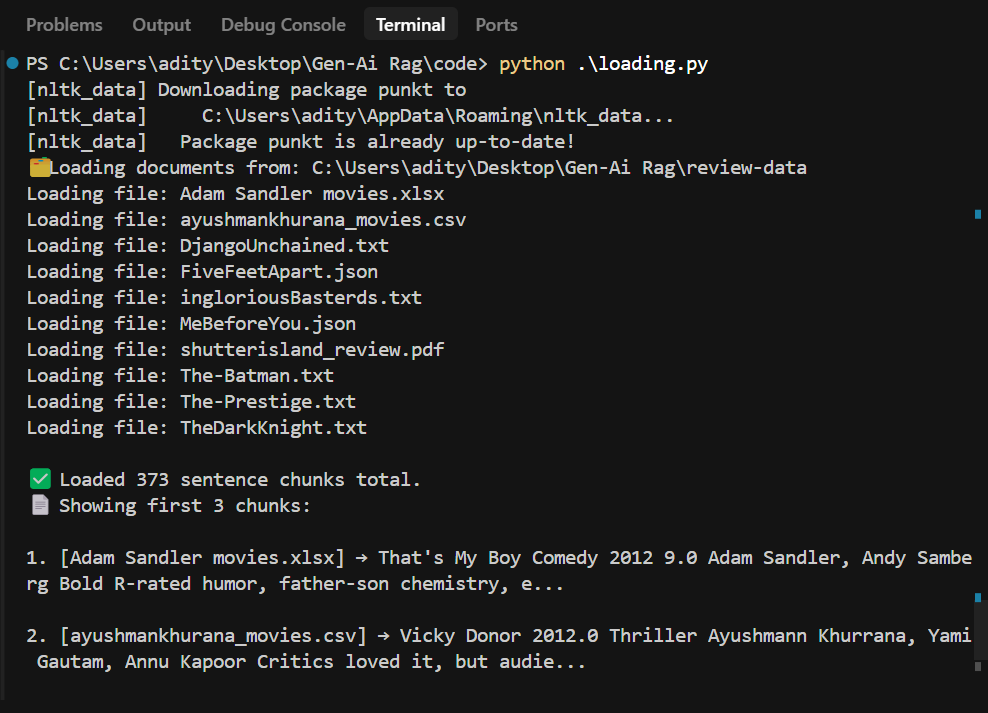 Problems Output Debug Console Terminal Ports
PS C:\Users\adity\Desktop\Gen-Ai Rag\code> python .\loading.py
[nltk_data] Downloading package punkt to
[nltk_data]     C:\Users\adity\AppData\Roaming\nltk_data...
[nltk_data]   Package punkt is already up-to-date!
Loading documents from: C:\Users\adity\Desktop\Gen-Ai Rag\review-data
Loading file: Adam Sandler movies.xlsx
Loading file: ayushmankhurana_movies.csv
Loading file: DjangoUnchained.txt
Loading file: FiveFeetApart.json
Loading file: ingloriousBasterds.txt
Loading file: MeBeforeYou.json
Loading file: shutterisland_review.pdf
Loading file: The-Batman.txt
Loading file: The-Prestige.txt
Loading file: TheDarkKnight.txt
✅ Loaded 373 sentence chunks total.
📄 Showing first 3 chunks:
1. [Adam Sandler movies.xlsx] → That's My Boy Comedy 2012 9.0 Adam Sandler, Andy Sambe
rg Bold R-rated humor, father-son chemistry, e...
2. [ayushmankhurana_movies.csv] → Vicky Donor 2012.0 Thriller Ayushmann Khurrana, Yami
Gautam, Annu Kapoor Critics loved it, but audie...